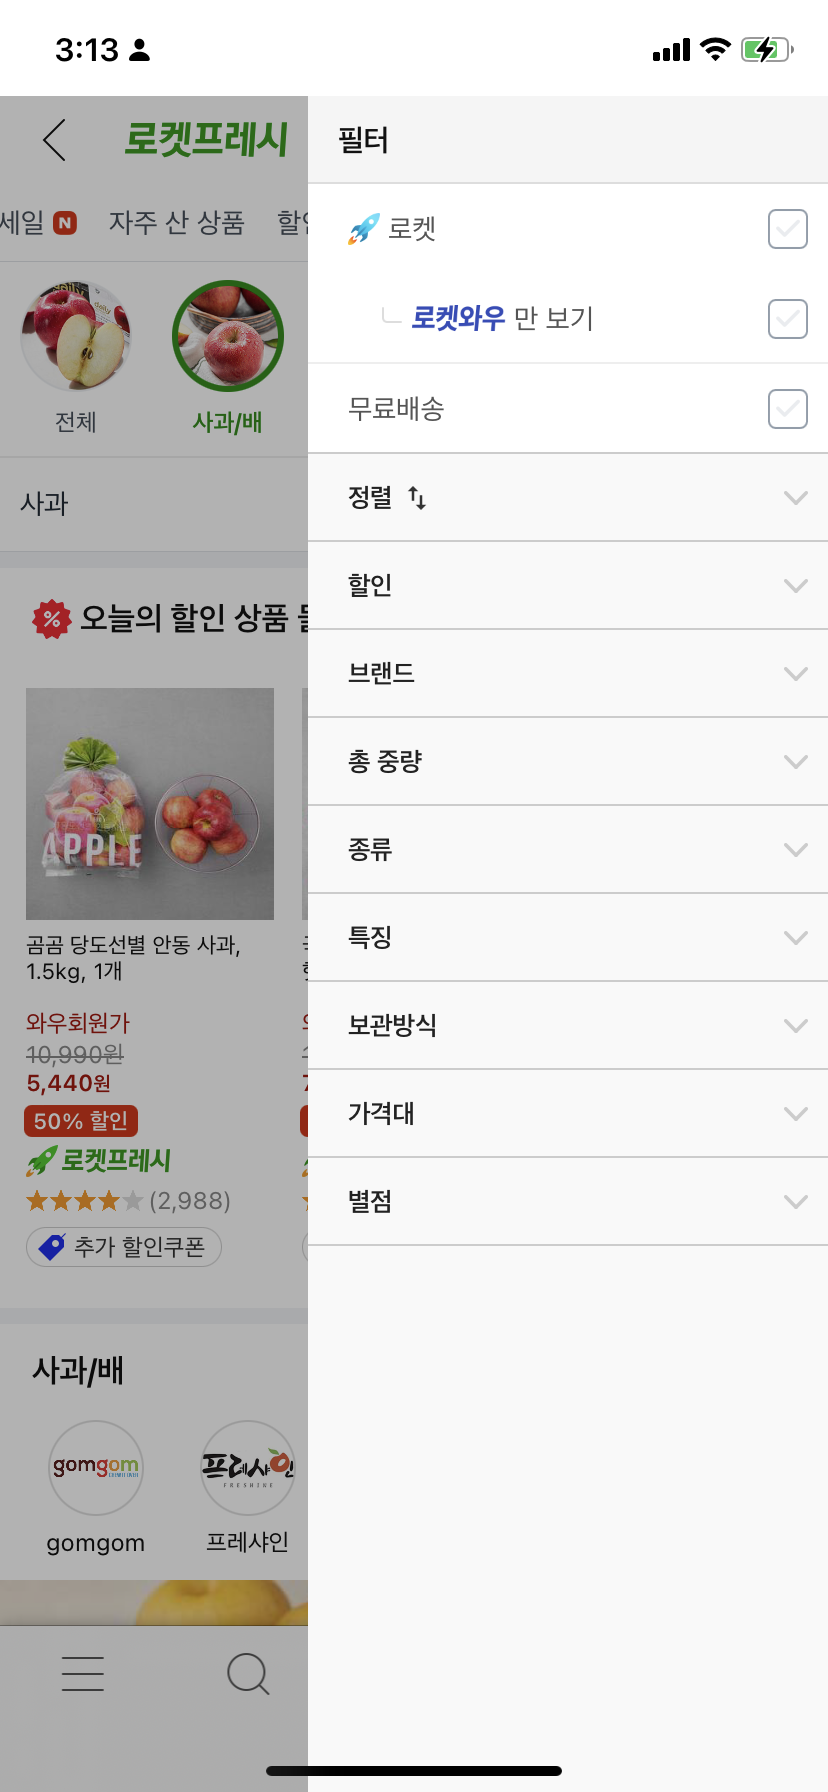 3:13
로켓프레시
필터
세일 N 자주 산 상품
로켓
로켓와우 만 보기
무료배송
전체
사과/배
사과
정렬
할인
브랜드
총 중량
종류
특징
보관방식
가격대
별점
% 오늘의 할인 상품
APPLE
곰곰 당도선별 안동 사과,
1.5kg, 1개
와우회원가
10,990원
5,440원
50% 할인
로켓프레시
(2,988)
추가 할인쿠폰
사과/배
gomgom
프레샤인
FRESHINE
gomgom
프레샤인